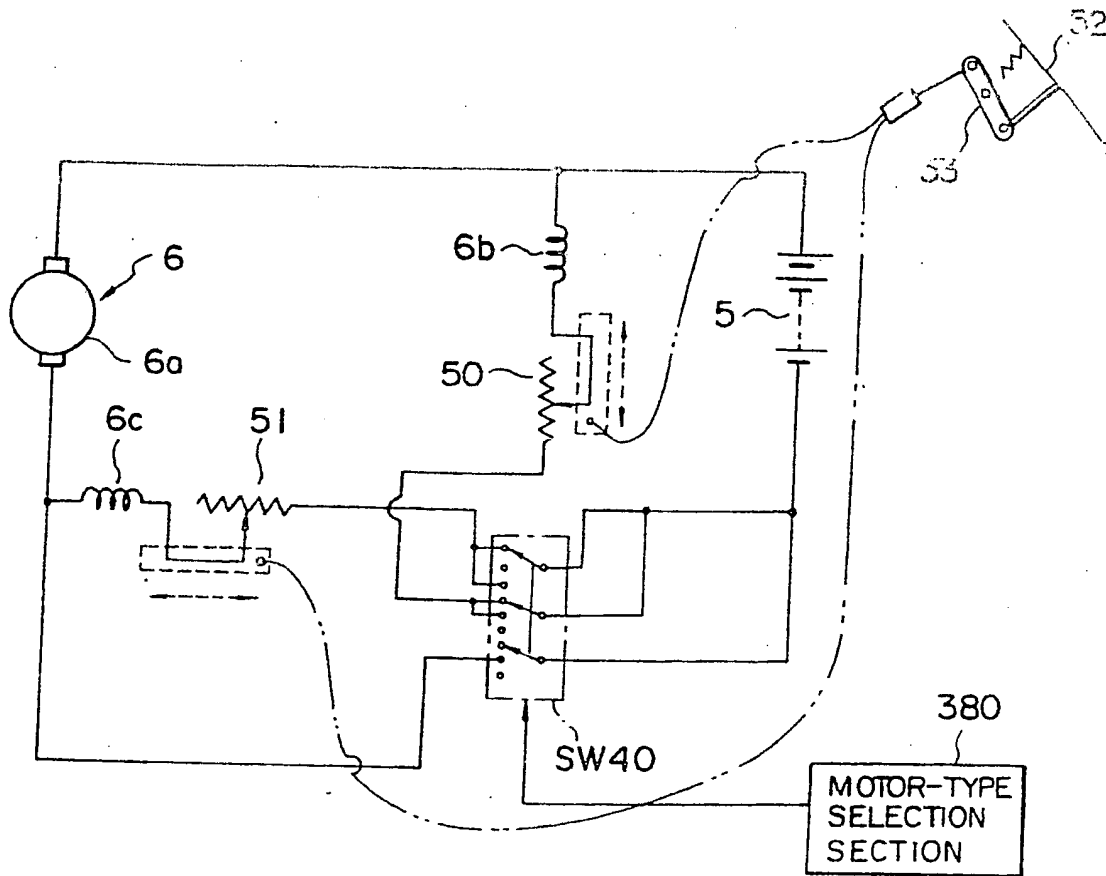 52
53
6b
6
5
6a
50
6c
51
SW40
380
MOTOR-TYPE
SELECTION
SECTION